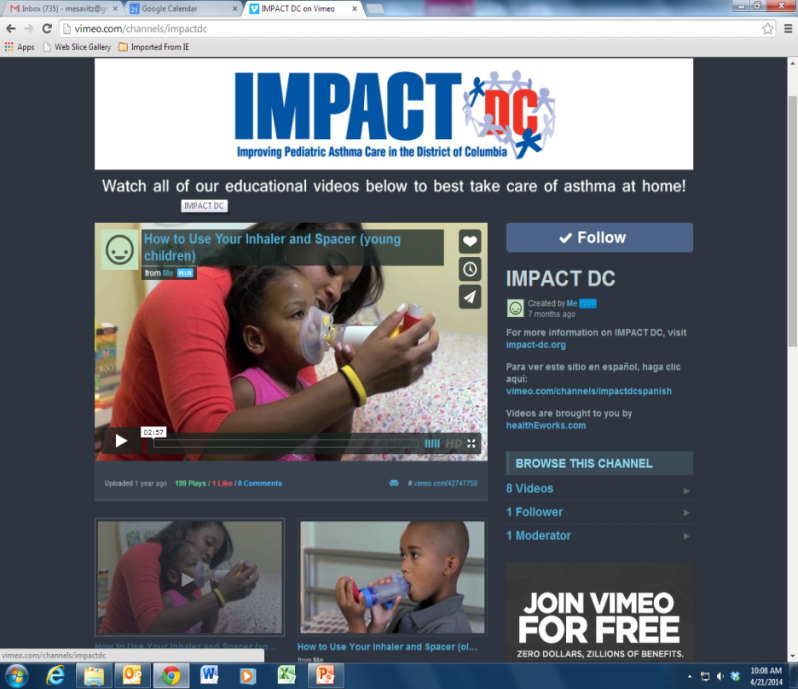 Inbox (735) - mesavitz@g
Google Calendar
IMPACT DC on Vimeo
vimeo.com/channels/impactdc
Apps
Web Slice Gallery
Imported From IE
IMPACT DC
Improving Pediatric Asthma Care in the District of Columbia
Watch all of our educational videos below to best take care of asthma at home!
IMPACT DC
How to Use Your Inhaler and Spacer (young
children)
from Me PLUS
02:57
HD
Uploaded 1 year ago 199 Plays / 1 Like / 0 Comments
# vimeo.com/42747750
How to Use Your Inhaler and Spacer (yo...
How to Use Your Inhaler and Spacer (ol...
from Me
Follow
IMPACT DC
Created by Me
7 months ago
For more information on IMPACT DC, visit
impact-dc.org
Para ver este sitio en español, haga clic
aquí:
vimeo.com/channels/impactdcspanish
Videos are brought to you by
healthEworks.com
BROWSE THIS CHANNEL
8 Videos
1 Follower
1 Moderator
JOIN VIMEO
FOR FREE
ZERO DOLLARS, ZILLIONS OF BENEFITS.
vimeo.com/channels/impactdc
10:08 AM
4/21/2014